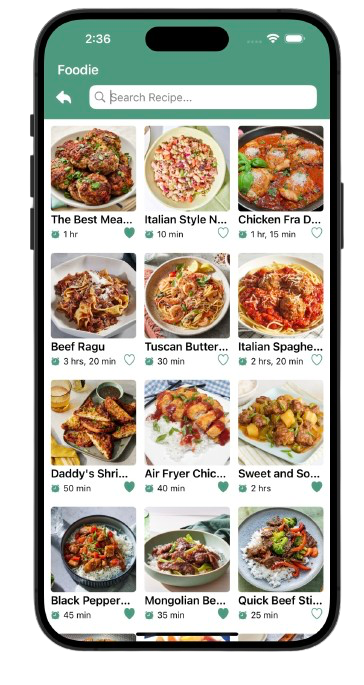 2:36
Foodie
Search Recipe...
The Best Mea... Italian Style N... Chicken Fra D...
1 hr 10 min 1 hr, 15 min
Beef Ragu Tuscan Butter... Italian Spaghe...
3 hrs, 20 min 30 min 2 hrs, 20 min
Daddy's Shri... Air Fryer Chic... Sweet and So...
50 min 40 min 2 hrs
Black Pepper... Mongolian Be... Quick Beef Sti...
45 min 35 min 25 min